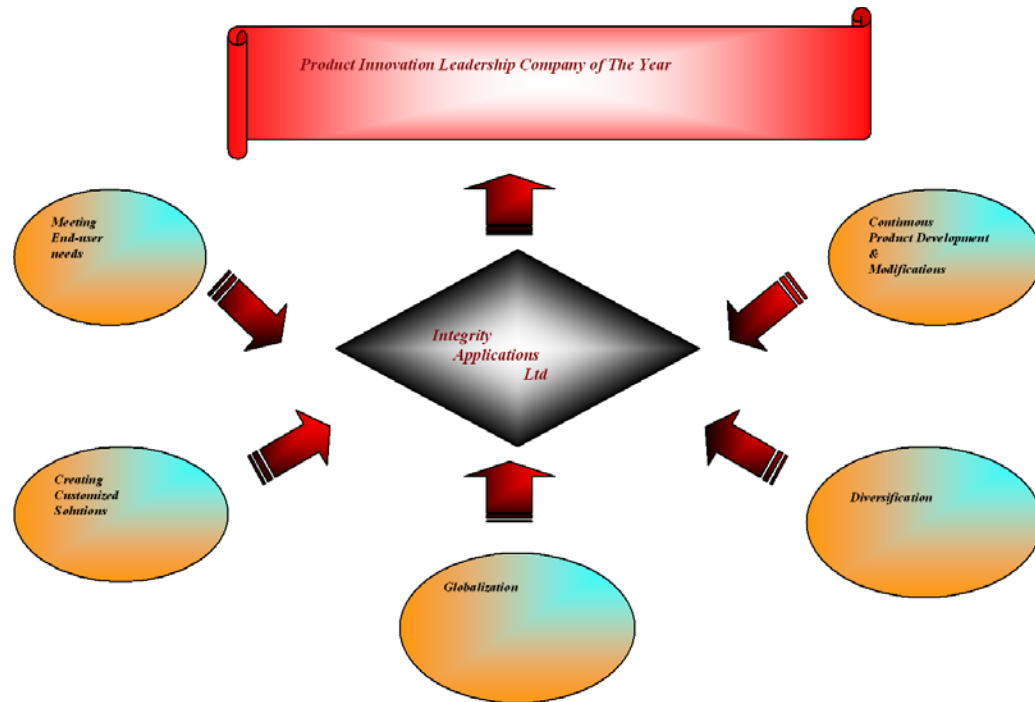 Product Innovation Leadership Company of The Year
Meeting
End-user
needs
Continuous
Product Development
&
Modifications
Integrity
Applications
Ltd
Creating
Customized
Solutions
Diversification
Globalization